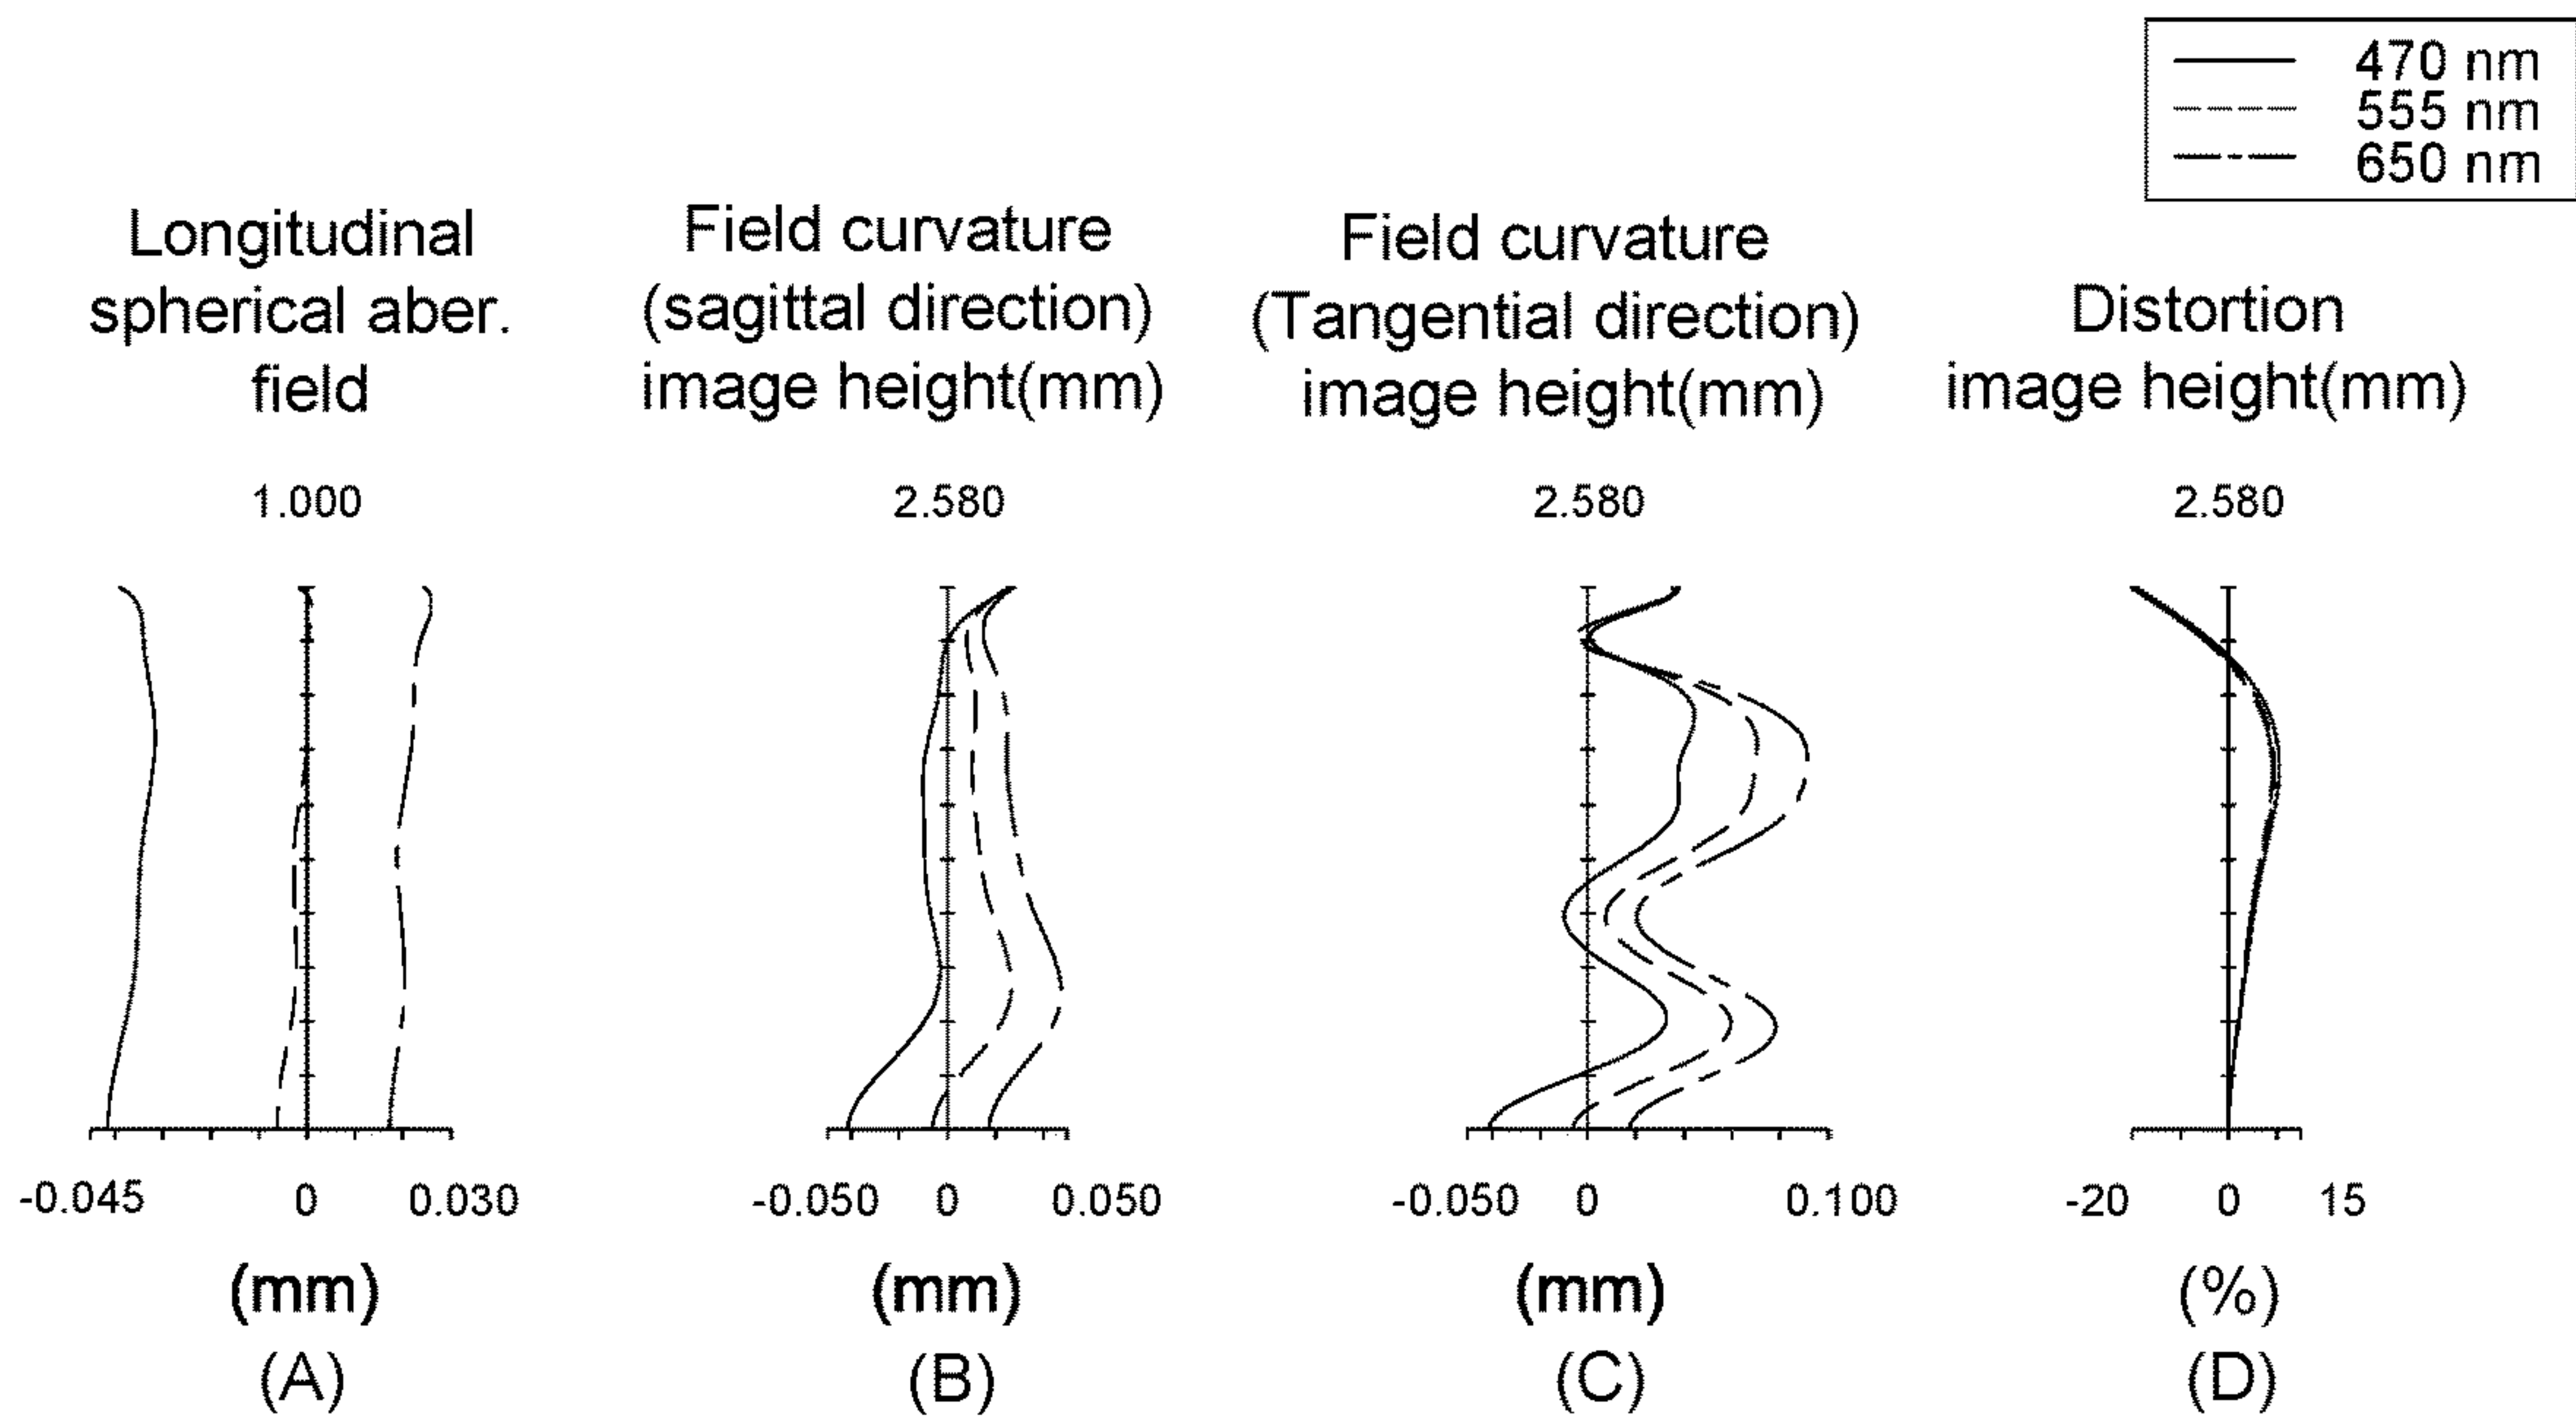 470 nm
555 nm
650 nm
Longitudinal
spherical aber.
field
1.000
-0.045 0 0.030
(mm)
(A)
Field curvature
(sagittal direction)
image height(mm)
2.580
-0.050 0 0.050
(mm)
(B)
Field curvature
(Tangential direction)
image height(mm)
2.580
-0.050 0 0.100
(mm)
(C)
Distortion
image height(mm)
2.580
-20 0 15
(%)
(D)